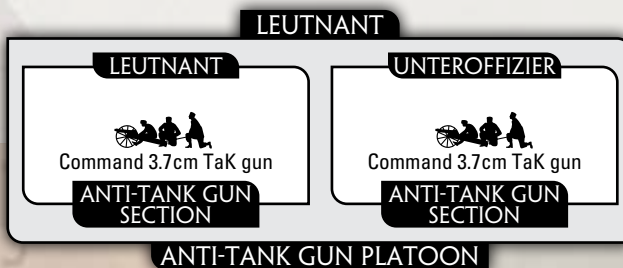 LEUTNANT
LEUTNANT
Command 3.7cm TaK gun
ANTI-TANK GUN
SECTION
UNTEROFFIZIER
Command 3.7cm TaK gun
ANTI-TANK GUN
SECTION
ANTI-TANK GUN PLATOON